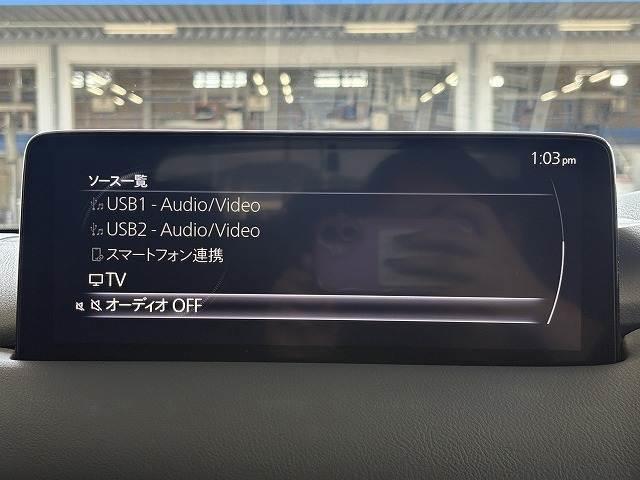 1:03pm
ソース一覧
USB1 - Audio/Video
USB2 - Audio/Video
スマートフォン連携
TV
オーディオ OFF